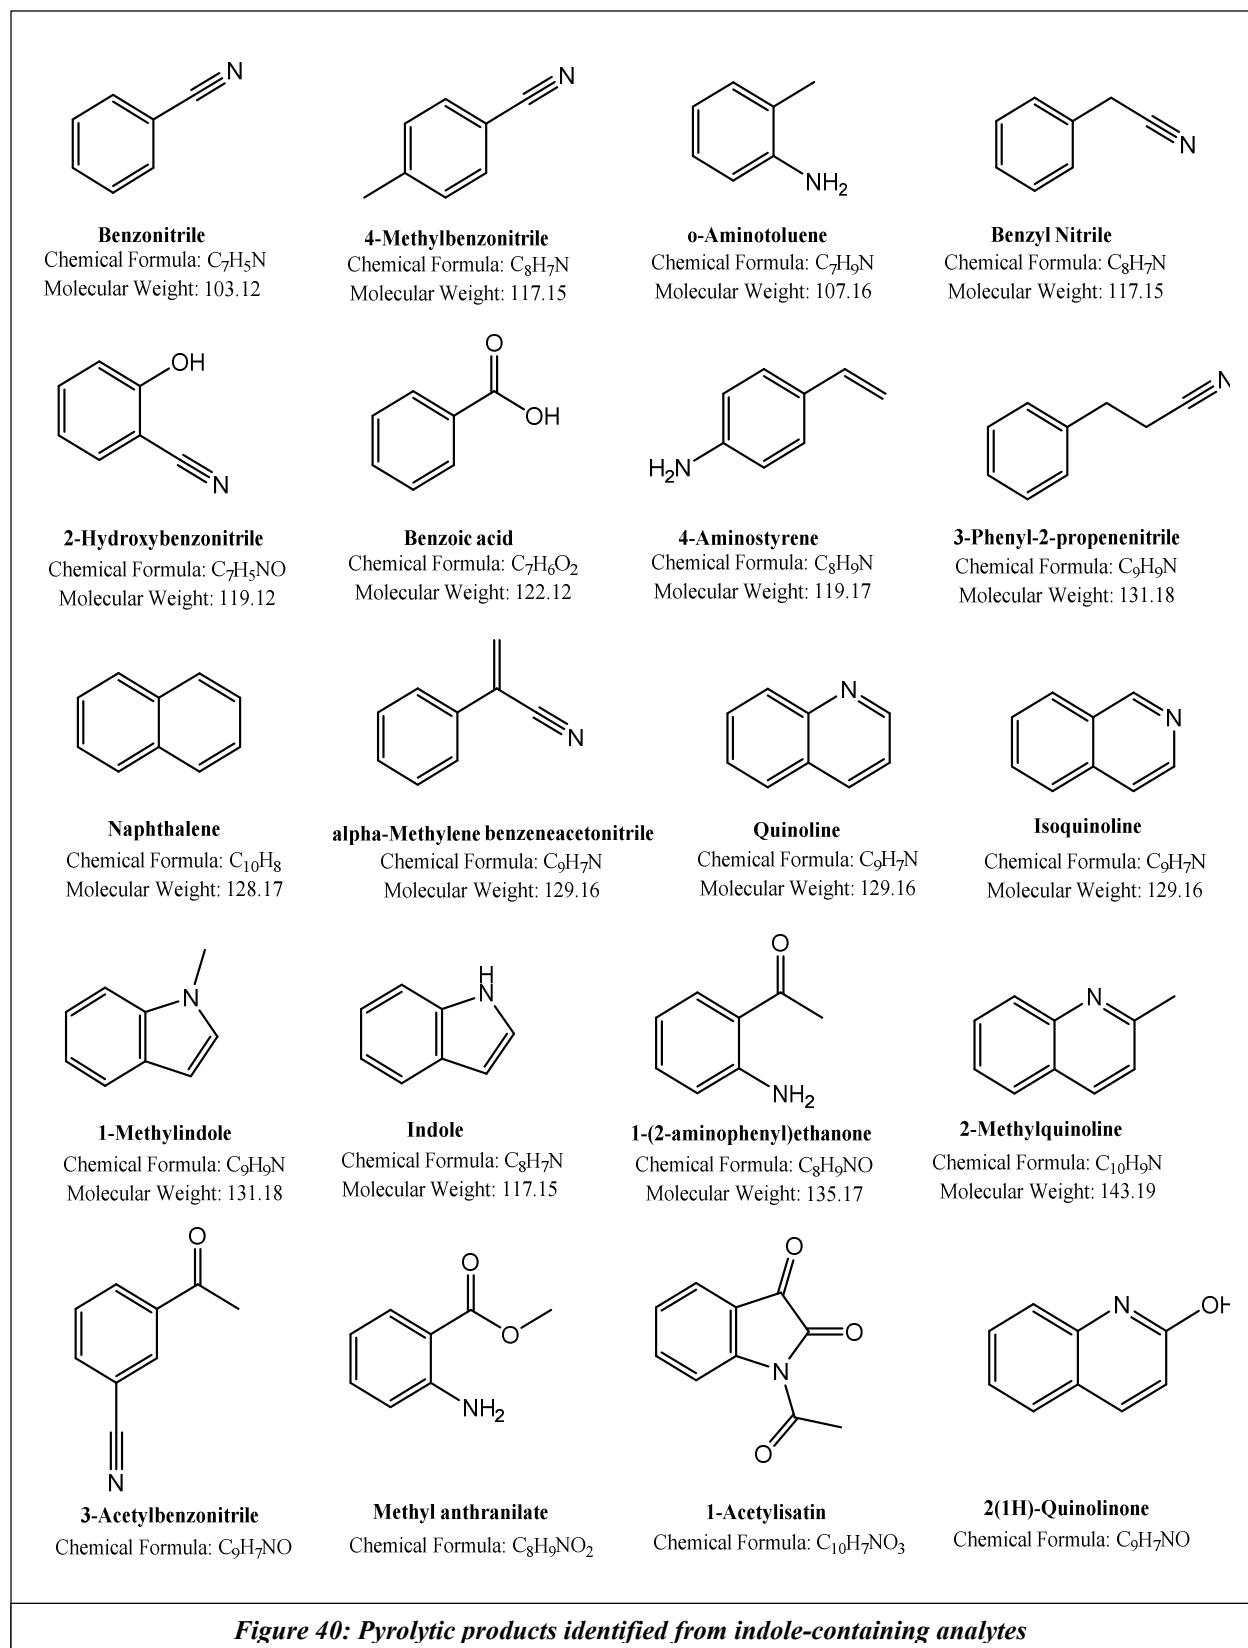 N
N
NH₂
N
Benzonitrile
Chemical Formula: C₇H₅N
Molecular Weight: 103.12
4-Methylbenzonitrile
Chemical Formula: C₈H₇N
Molecular Weight: 117.15
o-Aminotoluene
Chemical Formula: C₇H₉N
Molecular Weight: 107.16
Benzyl Nitrile
Chemical Formula: C₈H₇N
Molecular Weight: 117.15
OH
N
O
OH
H₂N
N
2-Hydroxybenzonitrile
Chemical Formula: C₇H₅NO
Molecular Weight: 119.12
Benzoic acid
Chemical Formula: C₇H₆O₂
Molecular Weight: 122.12
4-Aminostyrene
Chemical Formula: C₈H₉N
Molecular Weight: 119.17
3-Phenyl-2-propenenitrile
Chemical Formula: C₉H₉N
Molecular Weight: 131.18
N
N
N
Naphthalene
Chemical Formula: C₁₀H₈
Molecular Weight: 128.17
alpha-Methylene benzeneacetonitrile
Chemical Formula: C₉H₇N
Molecular Weight: 129.16
Quinoline
Chemical Formula: C₉H₇N
Molecular Weight: 129.16
Isoquinoline
Chemical Formula: C₉H₇N
Molecular Weight: 129.16
N
H
N
O
NH₂
N
1-Methylindole
Chemical Formula: C₉H₉N
Molecular Weight: 131.18
Indole
Chemical Formula: C₈H₇N
Molecular Weight: 117.15
1-(2-aminophenyl)ethanone
Chemical Formula: C₈H₉NO
Molecular Weight: 135.17
2-Methylquinoline
Chemical Formula: C₁₀H₉N
Molecular Weight: 143.19
O
N
O
O
NH₂
O
O
N
O
N
OH
3-Acetylbenzonitrile
Chemical Formula: C₉H₇NO
Methyl anthranilate
Chemical Formula: C₈H₉NO₂
1-Acetylisatin
Chemical Formula: C₁₀H₇NO₃
2(1H)-Quinolinone
Chemical Formula: C₉H₇NO
Figure 40: Pyrolytic products identified from indole-containing analytes